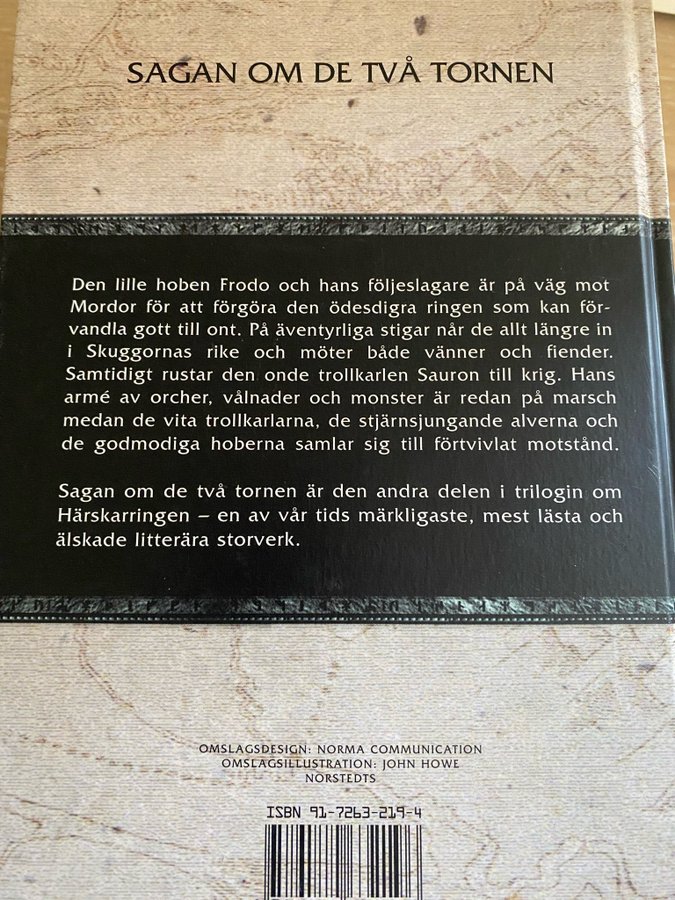 SAGAN OM DE TVÅ TORNEN
Den lille hoben Frodo och hans följeslagare är på väg mot
Mordor för att förgöra den ödesdigra ringen som kan för-
vandla gott till ont. På äventyrliga stigar når de allt längre in
i Skuggornas rike och möter både vänner och fiender.
Samtidigt rustar den onde trollkarlen Sauron till krig. Hans
armé av orcher, vålnader och monster är redan på marsch
medan de vita trollkarlarna, de stjärnsjungande alverna och
de godmodiga hoberna samlar sig till förtvivlat motstånd.
Sagan om de två tornen är den andra delen i trilogin om
Härskarringen – en av vår tids märkligaste, mest lästa och
älskade litterära storverk.
OMSLAGSDESIGN: NORMA COMMUNICATION
OMSLAGSILLUSTRATION: JOHN HOWE
NORSTEDTS
ISBN 91-7263-219-4